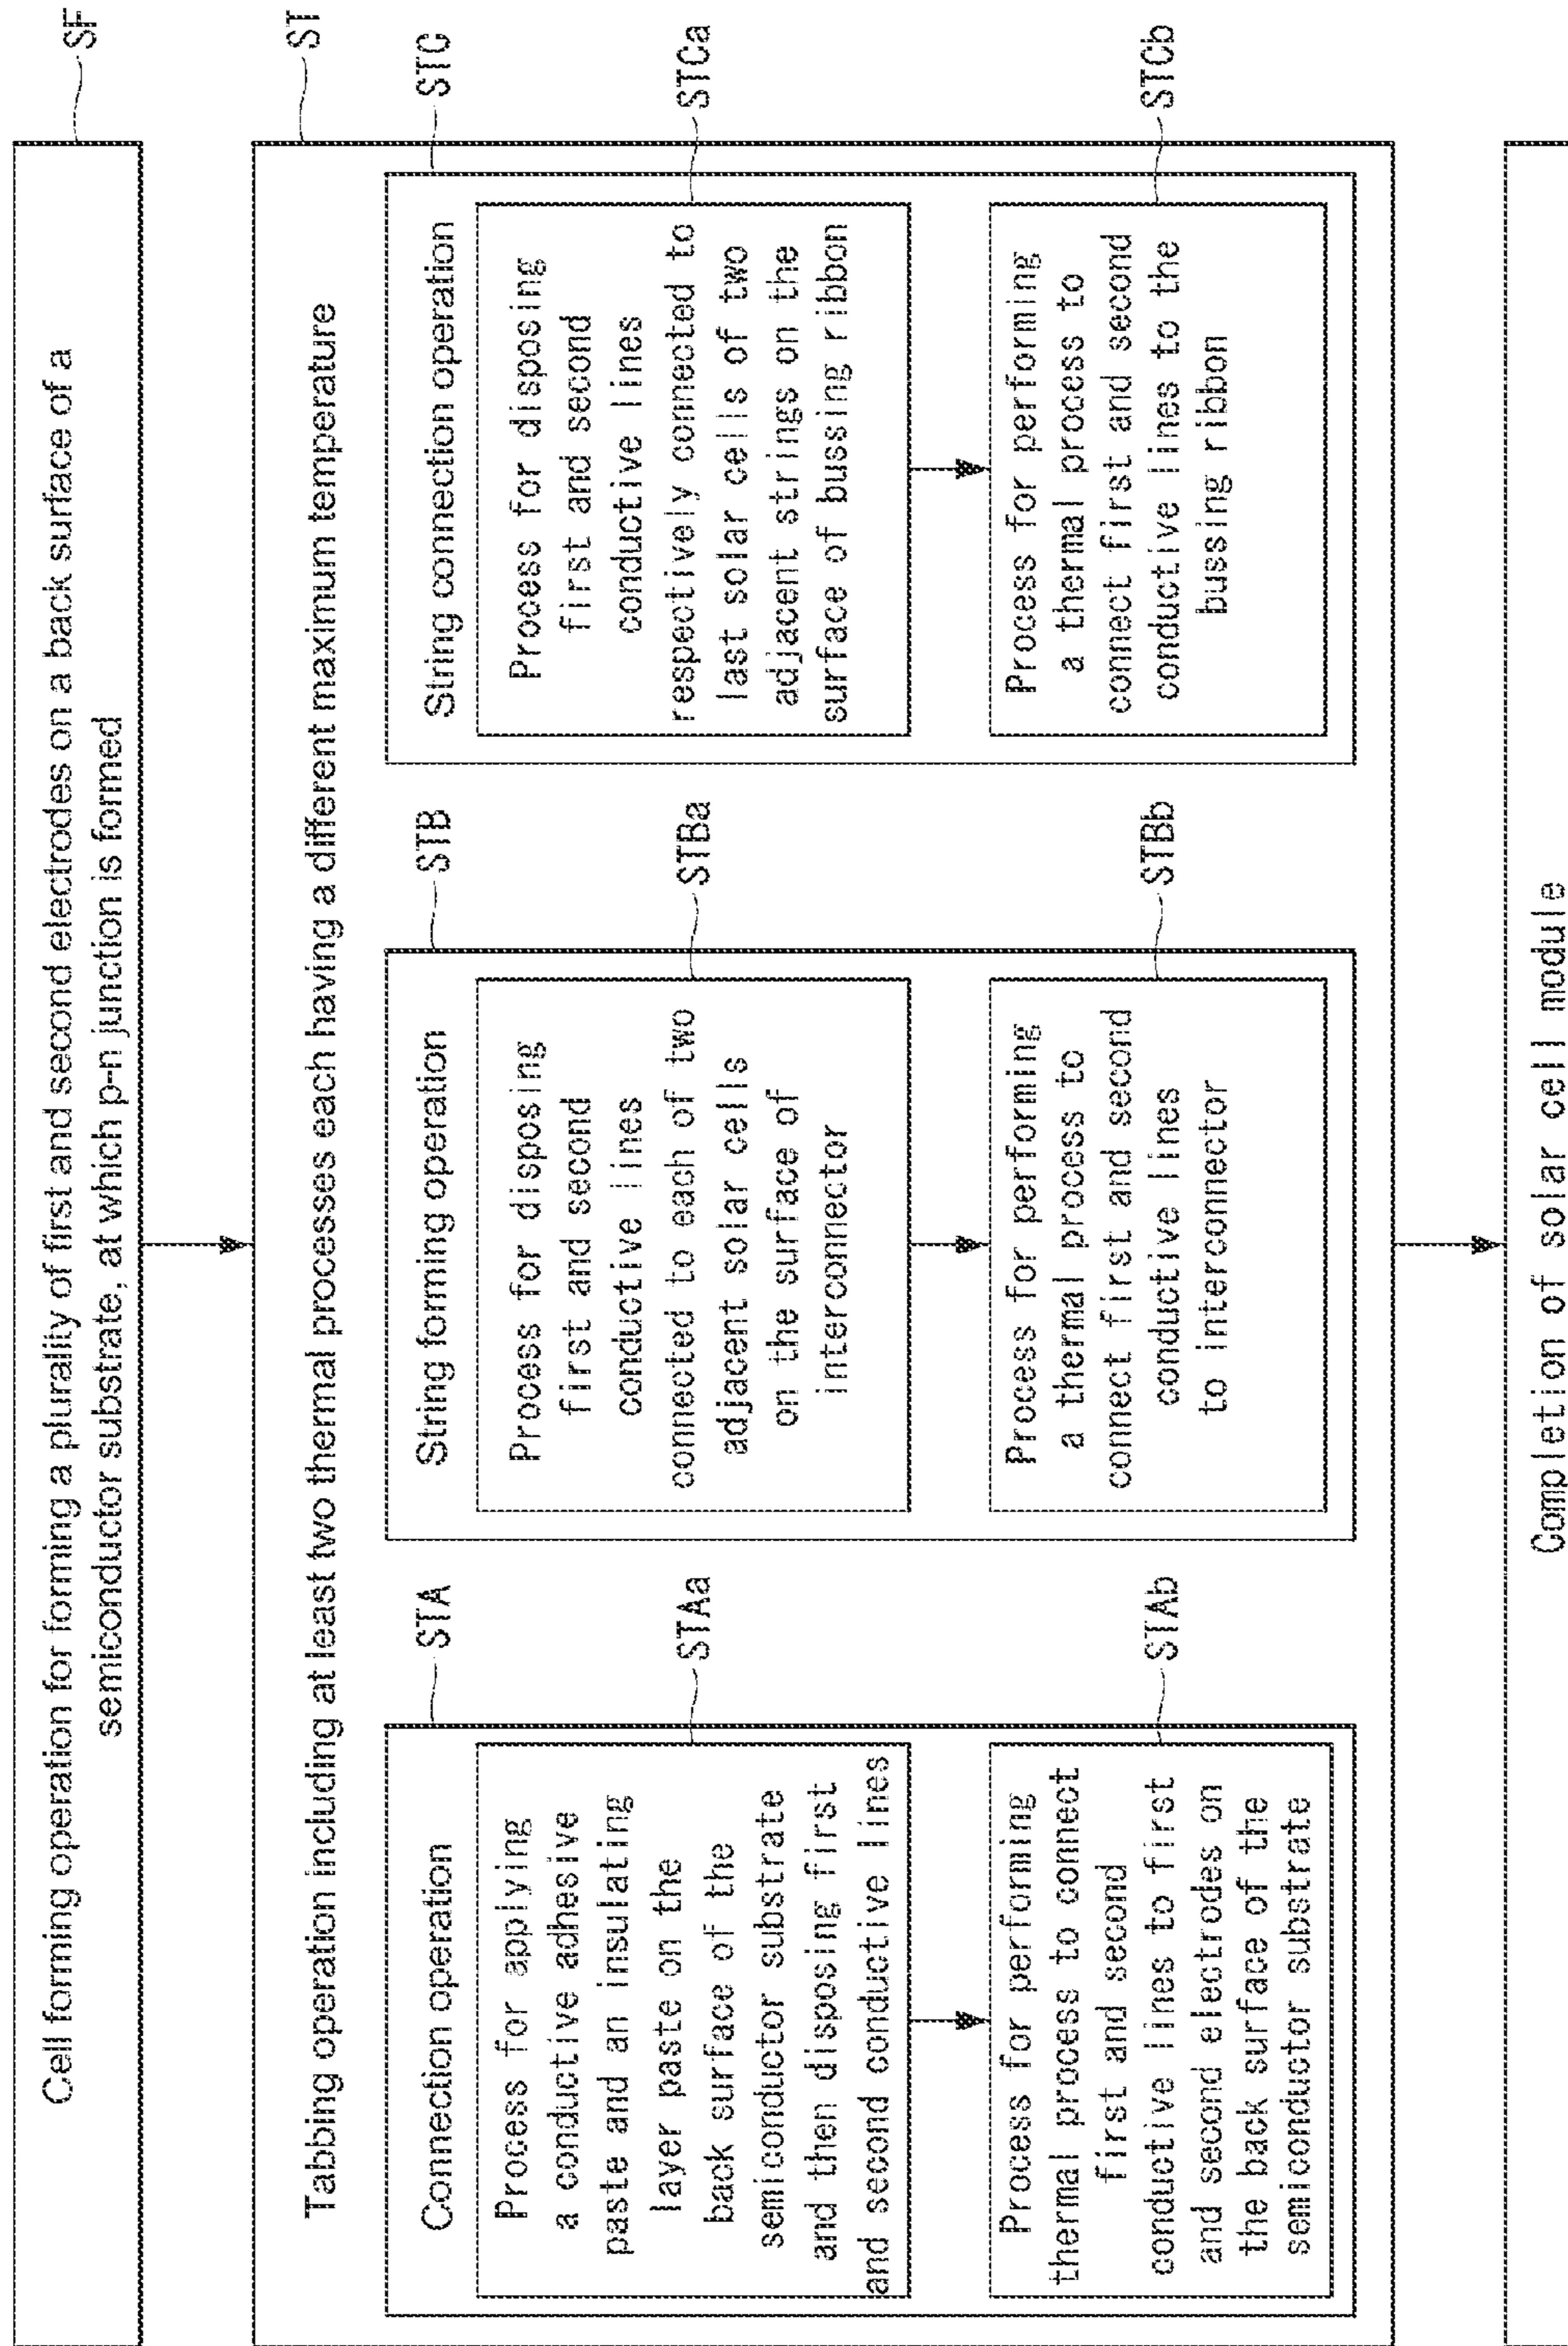 Cell forming operation for forming a plurality of first and second electrodes on a back surface of a
semiconductor substrate, at which p-n junction is formed
SF
Tabbing operation including at least two thermal processes each having a different maximum temperature
ST
Connection operation
STA
Process for applying
a conductive adhesive
paste and an insulating
layer paste on the
back surface of the
semiconductor substrate
and then disposing first
and second conductive lines
STAa
Process for performing
thermal process to connect
first and second
conductive lines to first
and second electrodes on
the back surface of the
semiconductor substrate
STAb
String forming operation
STB
Process for disposing
first and second
conductive lines
connected to each of two
adjacent solar cells
on the surface of
interconnector
STBa
Process for performing
a thermal process to
connect first and second
conductive lines
to interconnector
STBb
String connection operation
STC
Process for disposing
first and second
conductive lines
respectively connected to
last solar cells of two
adjacent strings on the
surface of bussing ribbon
STCa
Process for performing
a thermal process to
connect first and second
conductive lines to the
bussing ribbon
STCb
Completion of solar cell module